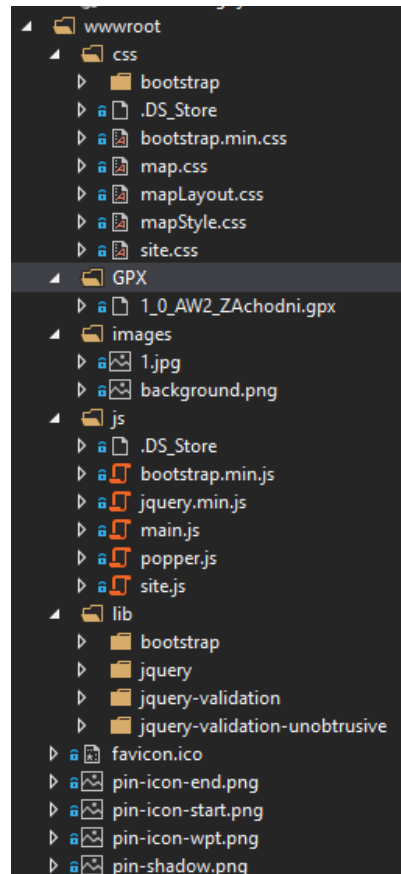 wwwroot
css
bootstrap
.DS_Store
bootstrap.min.css
map.css
mapLayout.css
mapStyle.css
site.css
GPX
1_0_AW2_ZAchodni.gpx
images
1.jpg
background.png
js
.DS_Store
bootstrap.min.js
jquery.min.js
main.js
popper.js
site.js
lib
bootstrap
jquery
jquery-validation
jquery-validation-unobtrusive
favicon.ico
pin-icon-end.png
pin-icon-start.png
pin-icon-wpt.png
pin-shadow.png